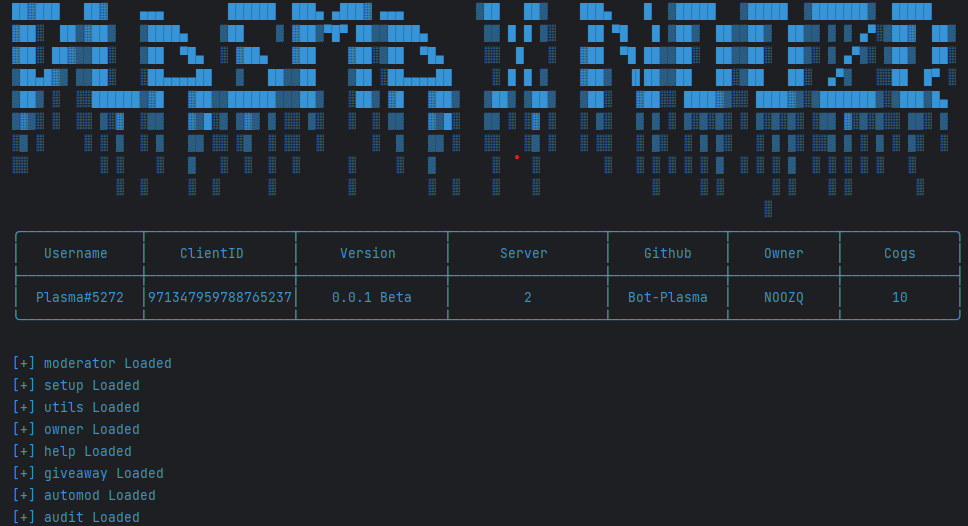 Username ClientID Version Server Github Owner Cogs
Plasma#5272 971347959788765237 0.0.1 Beta 2 Bot-Plasma NOOZQ 10
[+] moderator Loaded
[+] setup Loaded
[+] utils Loaded
[+] owner Loaded
[+] help Loaded
[+] giveaway Loaded
[+] automod Loaded
[+] audit Loaded